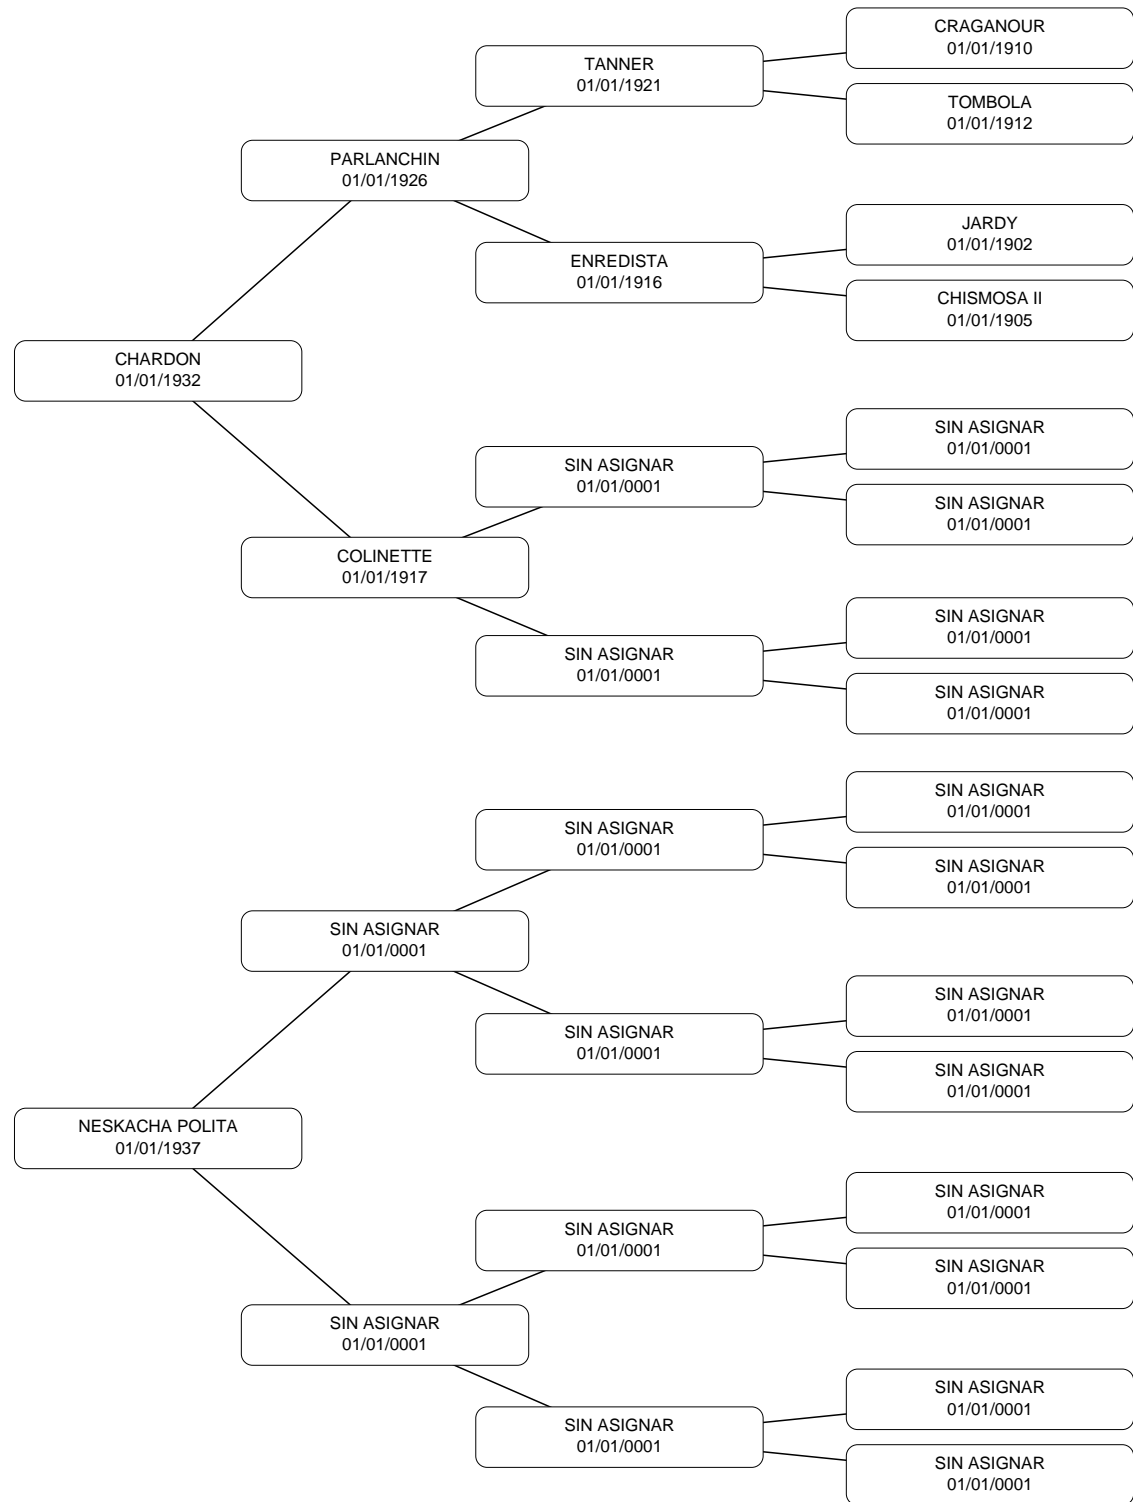 CRAGANOUR
01/01/1910
TANNER
01/01/1921
TOMBOLA
01/01/1912
PARLANCHIN
01/01/1926
JARDY
01/01/1902
ENREDISTA
01/01/1916
CHISMOSA II
01/01/1905
CHARDON
01/01/1932
SIN ASIGNAR
01/01/0001
SIN ASIGNAR
01/01/0001
SIN ASIGNAR
01/01/0001
COLINETTE
01/01/1917
SIN ASIGNAR
01/01/0001
SIN ASIGNAR
01/01/0001
SIN ASIGNAR
01/01/0001
SIN ASIGNAR
01/01/0001
SIN ASIGNAR
01/01/0001
SIN ASIGNAR
01/01/0001
SIN ASIGNAR
01/01/0001
SIN ASIGNAR
01/01/0001
SIN ASIGNAR
01/01/0001
SIN ASIGNAR
01/01/0001
NESKACHA POLITA
01/01/1937
SIN ASIGNAR
01/01/0001
SIN ASIGNAR
01/01/0001
SIN ASIGNAR
01/01/0001
SIN ASIGNAR
01/01/0001
SIN ASIGNAR
01/01/0001
SIN ASIGNAR
01/01/0001
SIN ASIGNAR
01/01/0001